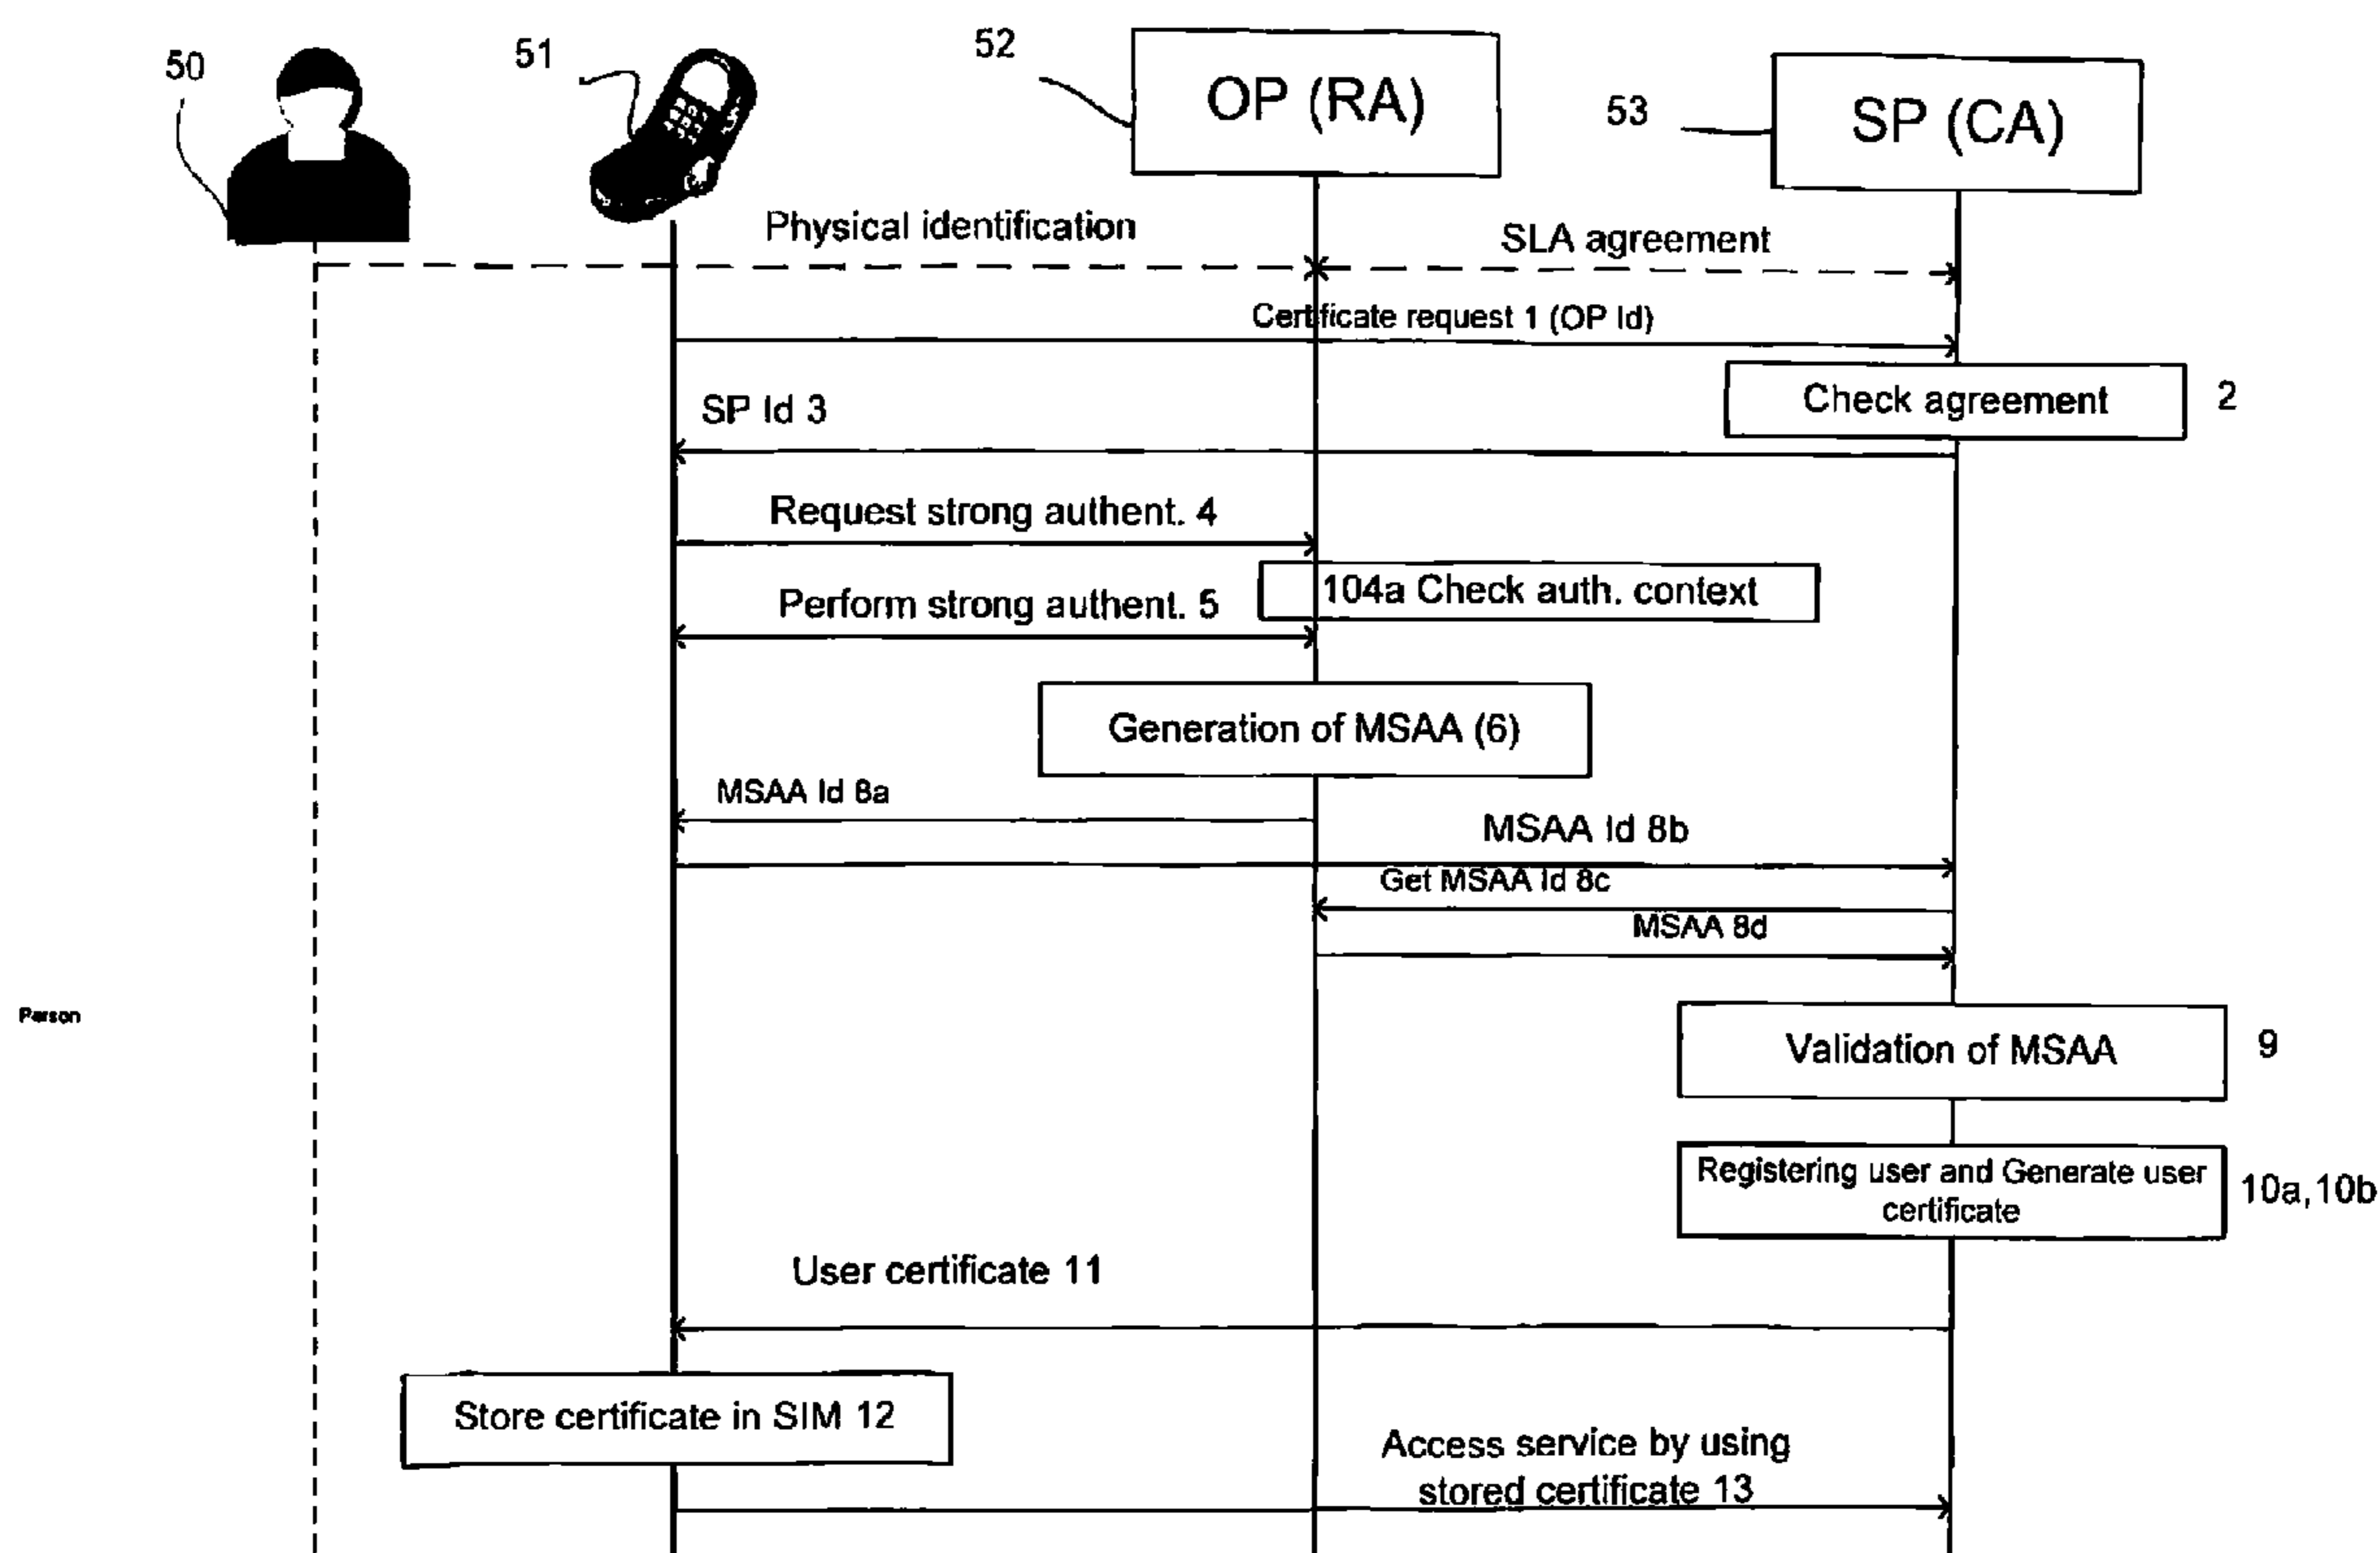 50
51
52
OP (RA)
53
SP (CA)
Physical identification
SLA agreement
Certificate request 1 (OP Id)
Check agreement
2
SP Id 3
Request strong authent. 4
104a Check auth. context
Perform strong authent. 5
Generation of MSAA (6)
MSAA Id 8a
MSAA Id 8b
Get MSAA Id 8c
MSAA 8d
Person
Validation of MSAA
9
Registering user and Generate user
certificate
10a,10b
User certificate 11
Store certificate in SIM 12
Access service by using
stored certificate 13